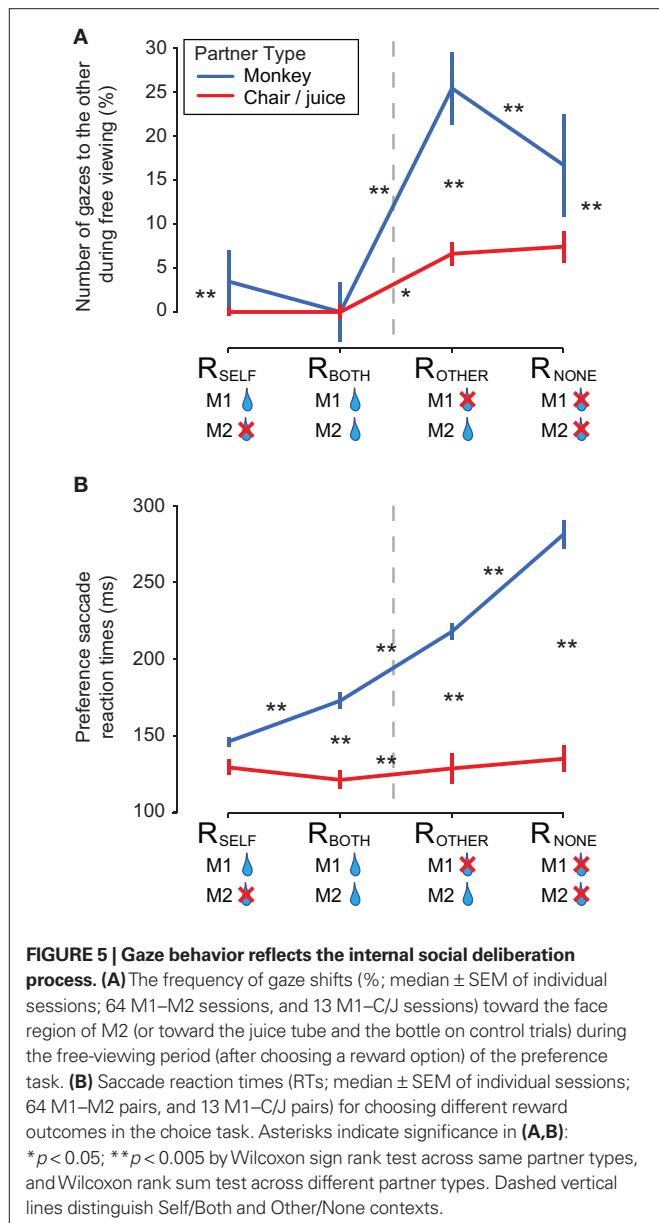 A
Partner Type
Monkey
Chair / juice
Number of gazes to the other
during free viewing (%)
30
25
20
15
10
5
0
**
**
*
**
**
**
R SELF
R BOTH
R OTHER
R NONE
M1
M1
M1
M1
M2
M2
M2
M2
B
Preference saccade
reaction times (ms)
300
250
200
150
100
**
**
**
**
**
**
**
R SELF
R BOTH
R OTHER
R NONE
M1
M1
M1
M1
M2
M2
M2
M2
FIGURE 5 | Gaze behavior reflects the internal social deliberation
process. (A) The frequency of gaze shifts (%; median ± SEM of individual
sessions; 64 M1–M2 sessions, and 13 M1–C/J sessions) toward the face
region of M2 (or toward the juice tube and the bottle on control trials) during
the free-viewing period (after choosing a reward option) of the preference
task. (B) Saccade reaction times (RTs; median ± SEM of individual sessions;
64 M1–M2 pairs, and 13 M1–C/J pairs) for choosing different reward
outcomes in the choice task. Asterisks indicate significance in (A,B):
*p < 0.05; **p < 0.005 by Wilcoxon sign rank test across same partner types,
and Wilcoxon rank sum test across different partner types. Dashed vertical
lines distinguish Self/Both and Other/None contexts.